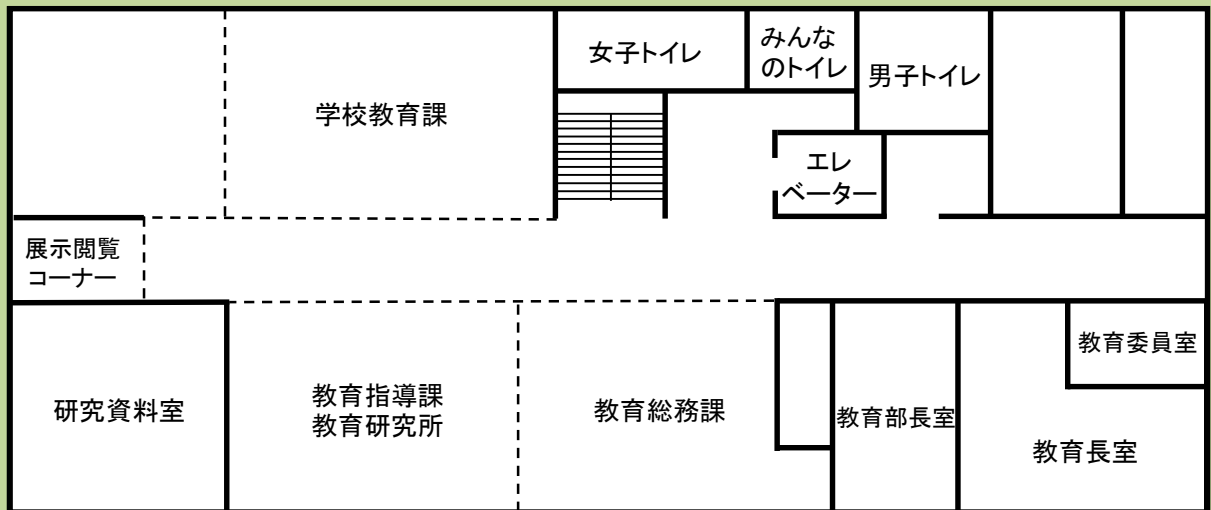 女子トイレ
みんな
のトイレ
男子トイレ
学校教育課
エレ
ベーター
展示閲覧
コーナー
教育委員室
研究資料室
教育指導課
教育研究所
教育総務課
教育部長室
教育長室